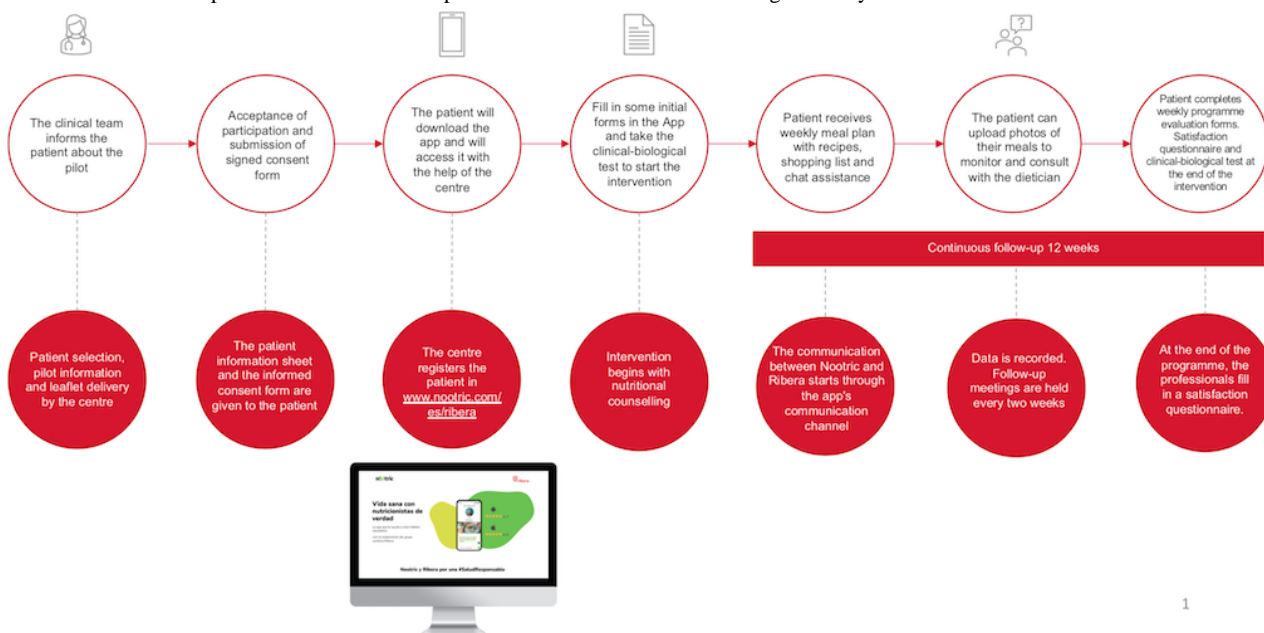 The clinical team
informs the
patient about the
pilot
Acceptance of
participation and
submission of
signed consent
form
The patient will
download the
app and will
access it with
the help of the
centre
Fill in some initial
forms in the App
and take the
clinical-biological
test to start the
intervention
Patient receives
weekly meal plan
with recipes,
shopping list and
chat assistance
The patient can
upload photos of
their meals to
monitor and consult
with the dietician
Patient completes
weekly programme
evaluation forms.
Satisfaction
questionnaire and
clinical-biological test at
the end of the
intervention
Continuous follow-up 12 weeks
Patient selection,
pilot information
and leaflet delivery
by the centre
The patient
information sheet
and the informed
consent form are
given to the patient
The centre
registers the
patient in
www.nootric.com/
es/ribera
Intervention
begins with
nutritional
counselling
The communication
between Nootric and
Ribera starts through
the app's
communication
channel
Data is recorded.
Follow-up
meetings are held
every two weeks
At the end of the
programme, the
professionals fill
in a satisfaction
questionnaire.
nootric
ribera
Vida sana con
nutricionistas de
verdad
Nootric y Ribera por una #SaludResponsable
1